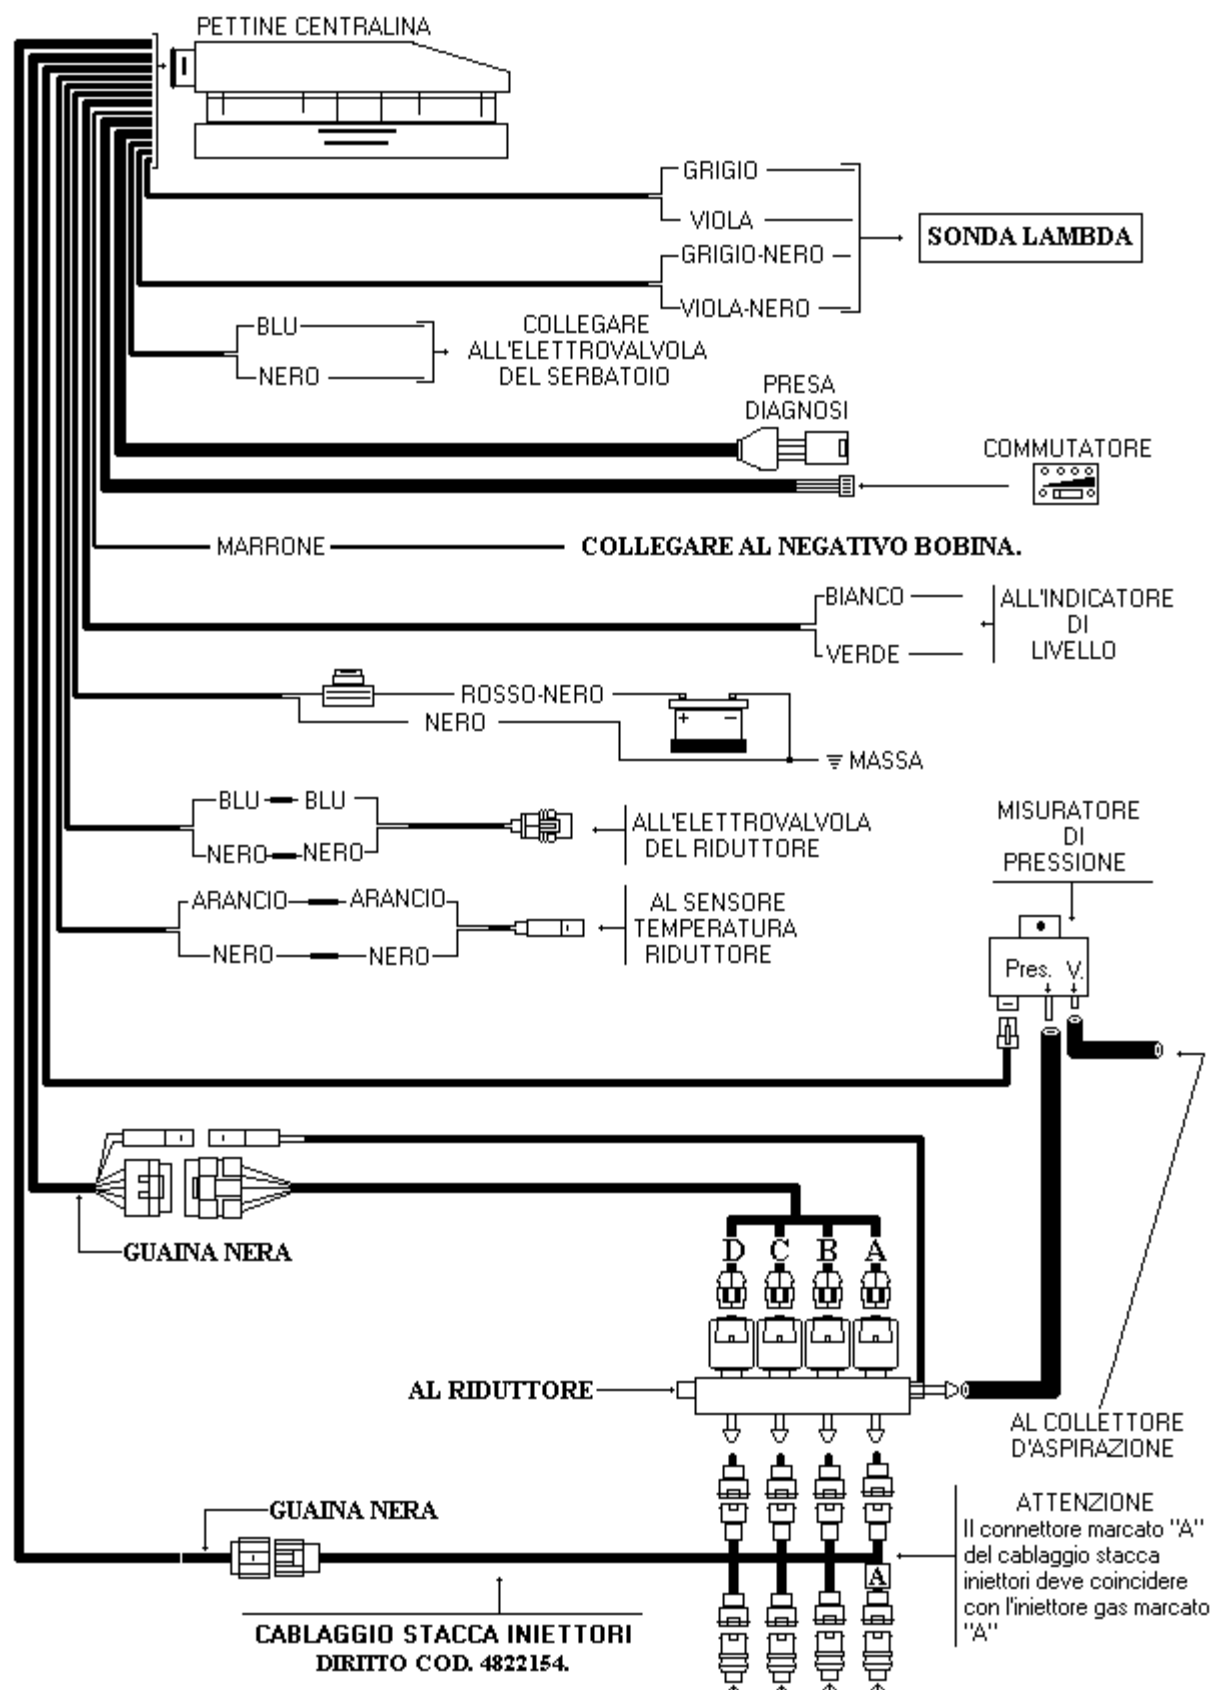 PETTINE CENTRALINA
GRIGIO
VIOLA
SONDA LAMBDA
GRIGIO-NERO
VIOLA-NERO
BLU
NERO
COLLEGARE
ALL'ELETTROVALVOLA
DEL SERBATOIO
PRESA
DIAGNOSI
COMMUTATORE
MARRONE
COLLEGARE AL NEGATIVO BOBINA.
BIANCO
VERDE
ALL'INDICATORE
DI
LIVELLO
ROSSO-NERO
NERO
+ −
MASSA
BLU BLU
NERO NERO
ALL'ELETTROVALVOLA
DEL RIDUTTORE
MISURATORE
DI
PRESSIONE
ARANCIO ARANCIO
NERO NERO
AL SENSORE
TEMPERATURA
RIDUTTORE
Pres. V.
GUAINA NERA
D C B A
AL RIDUTTORE
AL COLLETTORE
D'ASPIRAZIONE
GUAINA NERA
ATTENZIONE
Il connettore marcato "A"
del cablaggio stacca
iniettori deve coincidere
con l'iniettore gas marcato
"A"
A
CABLAGGIO STACCA INIETTORI
DIRITTO COD. 4822154.